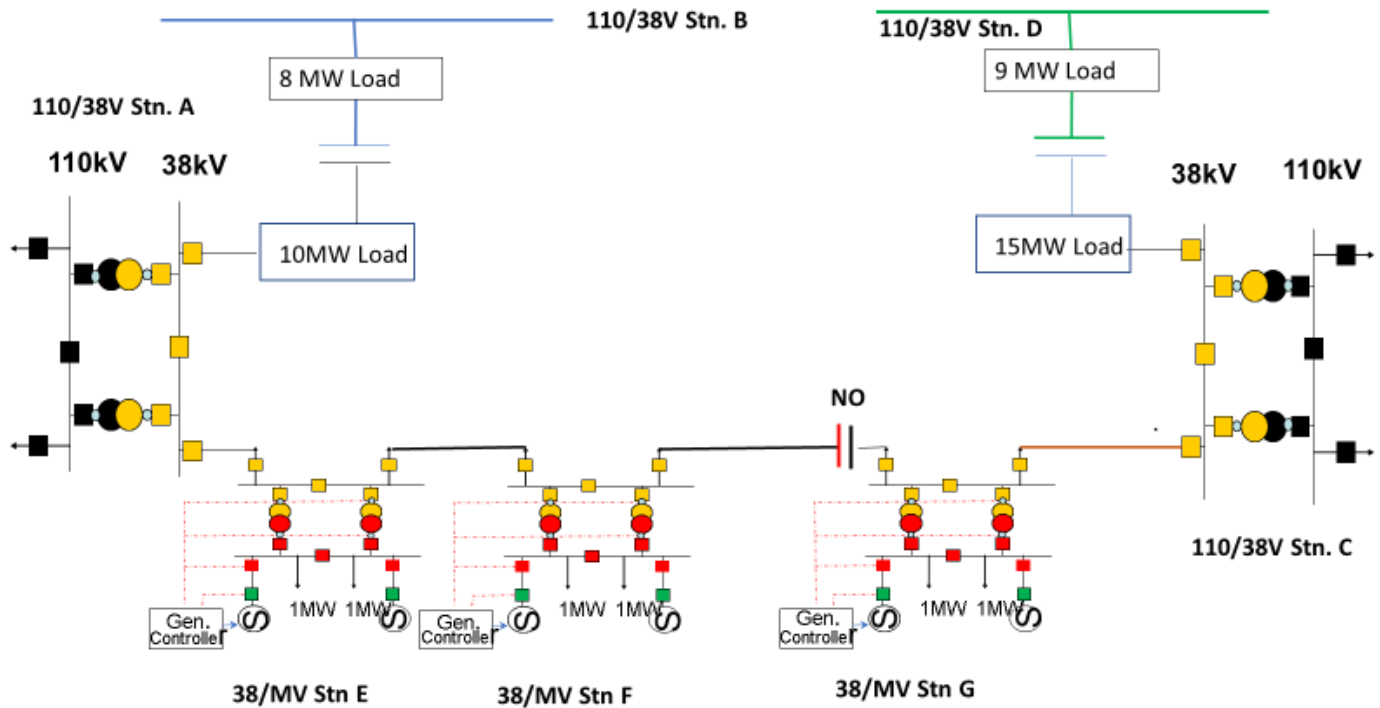 110/38V Stn. B
110/38V Stn. D
8 MW Load
9 MW Load
110/38V Stn. A
110kV
38kV
38kV
110kV
10MW Load
15MW Load
NO
110/38V Stn. C
1MW
1MW
1MW
1MW
1MW
1MW
Gen.
Controller
S
S
Gen.
Controller
S
S
Gen.
Controller
S
S
38/MV Stn E
38/MV Stn F
38/MV Stn G